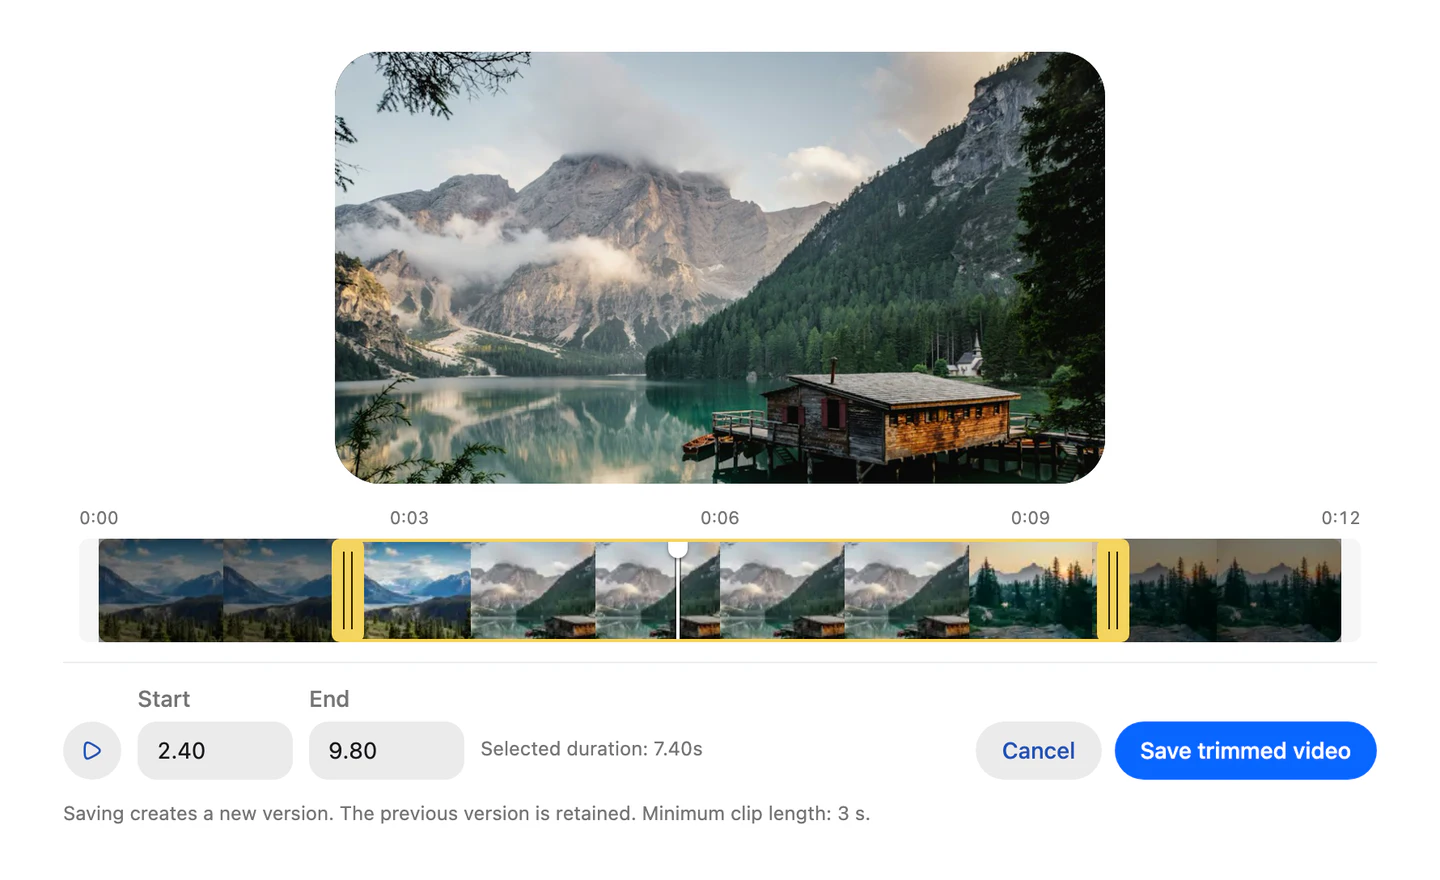 0:00 0:03 0:06 0:09 0:12
Start End
2.40 9.80 Selected duration: 7.40s Cancel Save trimmed video
Saving creates a new version. The previous version is retained. Minimum clip length: 3 s.